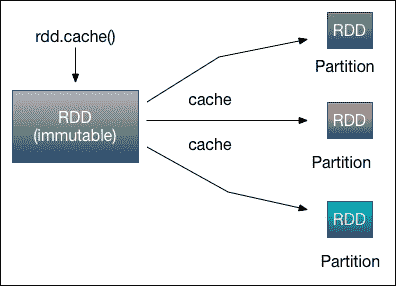 rdd.cache()
RDD
(immutable)
cache
cache
RDD
Partition
RDD
Partition
RDD
Partition